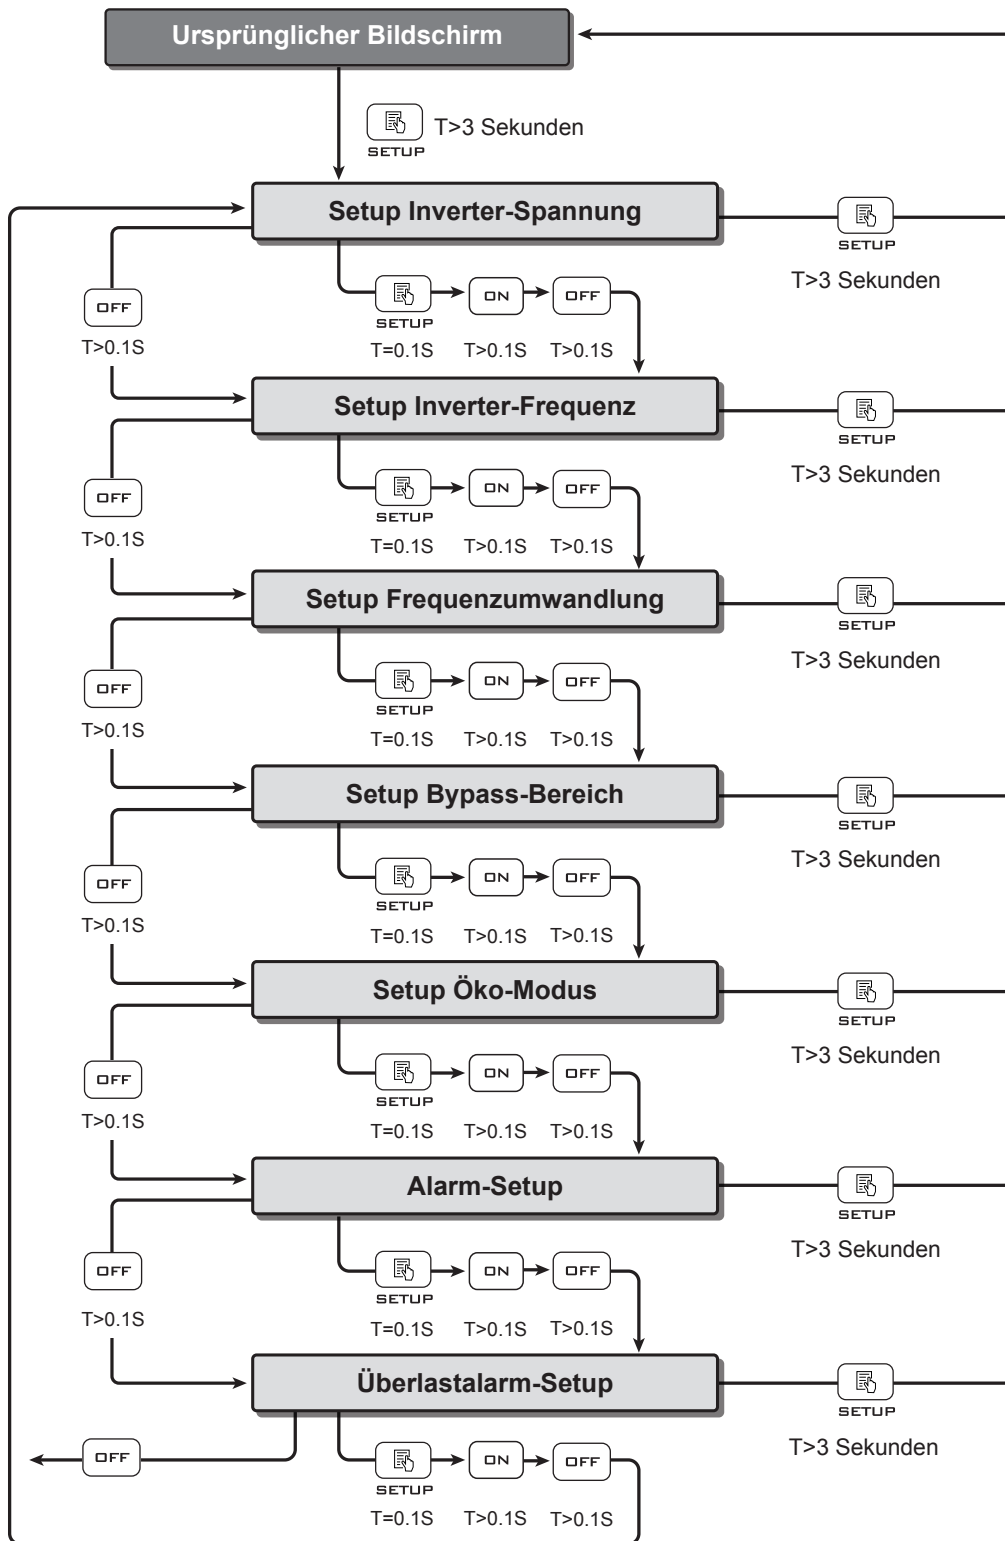 Ursprünglicher Bildschirm
T>3 Sekunden
SETUP
Setup Inverter-Spannung
SETUP
T>3 Sekunden
OFF
T>0.1S
ON
OFF
SETUP
T=0.1S T>0.1S T>0.1S
Setup Inverter-Frequenz
SETUP
T>3 Sekunden
OFF
T>0.1S
ON
OFF
SETUP
T=0.1S T>0.1S T>0.1S
Setup Frequenzumwandlung
SETUP
T>3 Sekunden
OFF
T>0.1S
ON
OFF
SETUP
T=0.1S T>0.1S T>0.1S
Setup Bypass-Bereich
SETUP
T>3 Sekunden
OFF
T>0.1S
ON
OFF
SETUP
T=0.1S T>0.1S T>0.1S
Setup Öko-Modus
SETUP
T>3 Sekunden
OFF
T>0.1S
ON
OFF
SETUP
T=0.1S T>0.1S T>0.1S
Alarm-Setup
SETUP
T>3 Sekunden
OFF
T>0.1S
ON
OFF
SETUP
T=0.1S T>0.1S T>0.1S
Überlastalarm-Setup
SETUP
T>3 Sekunden
OFF
ON
OFF
SETUP
T=0.1S T>0.1S T>0.1S